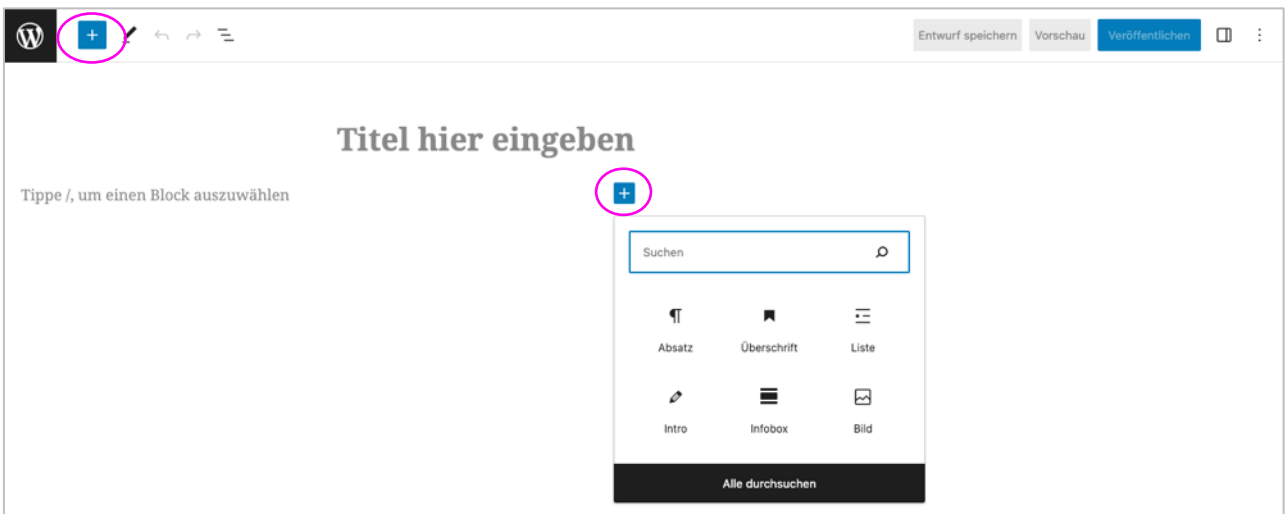 Entwurf speichern Vorschau Veröffentlichen
Titel hier eingeben
Tippe /, um einen Block auszuwählen
Suchen
Absatz Überschrift Liste
Intro Infobox Bild
Alle durchsuchen